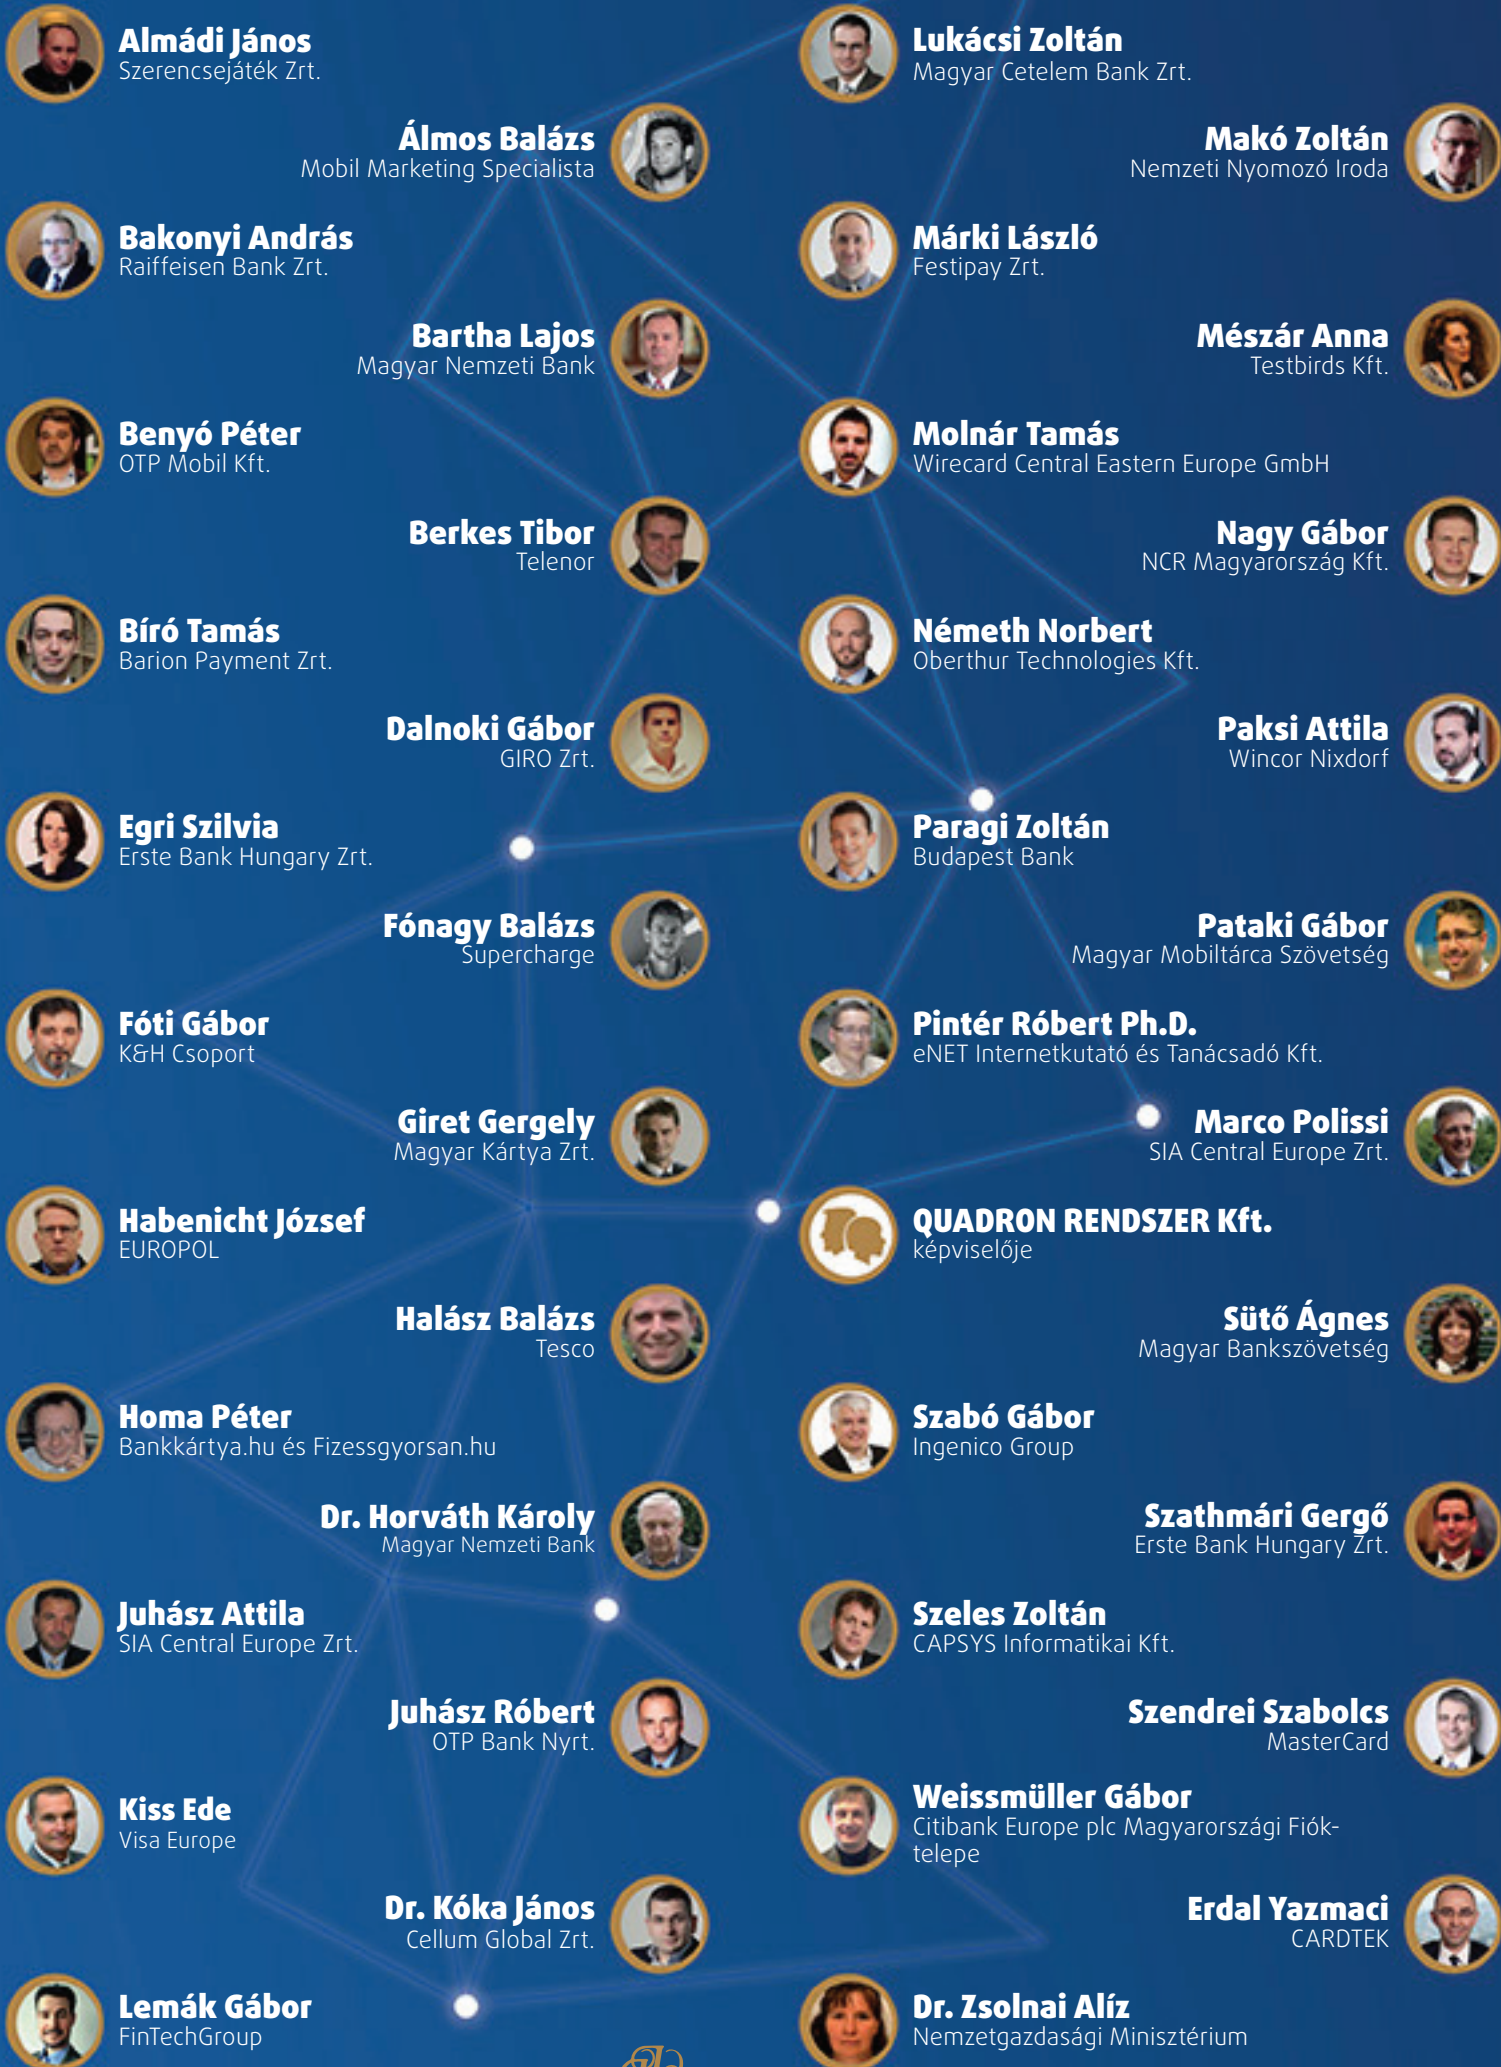 Almádi János
Szerencsejáték Zrt.
Álmos Balázs
Mobil Marketing Specialista
Bakonyi András
Raiffeisen Bank Zrt.
Bartha Lajos
Magyar Nemzeti Bank
Benyó Péter
OTP Mobil Kft.
Berkes Tibor
Telenor
Bíró Tamás
Barion Payment Zrt.
Dalnoki Gábor
GIRO Zrt.
Egri Szilvia
Erste Bank Hungary Zrt.
Fónagy Balázs
Supercharge
Fóti Gábor
K&H Csoport
Giret Gergely
Magyar Kártya Zrt.
Habenicht József
EUROPOL
Halász Balázs
Tesco
Homa Péter
Bankkártya.hu és Fizessgyorsan.hu
Dr. Horváth Károly
Magyar Nemzeti Bank
Juhász Attila
SIA Central Europe Zrt.
Juhász Róbert
OTP Bank Nyrt.
Kiss Ede
Visa Europe
Dr. Kóka János
Cellum Global Zrt.
Lemák Gábor
FinTechGroup
Lukácsi Zoltán
Magyar Cetelem Bank Zrt.
Makó Zoltán
Nemzeti Nyomozó Iroda
Márki László
Festipay Zrt.
Mészár Anna
Testbirds Kft.
Molnár Tamás
Wirecard Central Eastern Europe GmbH
Nagy Gábor
NCR Magyarország Kft.
Németh Norbert
Oberthur Technologies Kft.
Paksi Attila
Wincor Nixdorf
Paragi Zoltán
Budapest Bank
Pataki Gábor
Magyar Mobiltárca Szövetség
Pintér Róbert Ph.D.
eNET Internetkutató és Tanácsadó Kft.
Marco Polissi
SIA Central Europe Zrt.
QUADRON RENDSZER Kft.
képviselője
Sütő Ágnes
Magyar Bankszövetség
Szabó Gábor
Ingenico Group
Szathmári Gergő
Erste Bank Hungary Zrt.
Szeles Zoltán
CAPSYS Informatikai Kft.
Szendrei Szabolcs
MasterCard
Weissmüller Gábor
Citibank Europe plc Magyarországi Fiók-
telepe
Erdal Yazmaci
CARDTEK
Dr. Zsolnai Alíz
Nemzetgazdasági Minisztérium